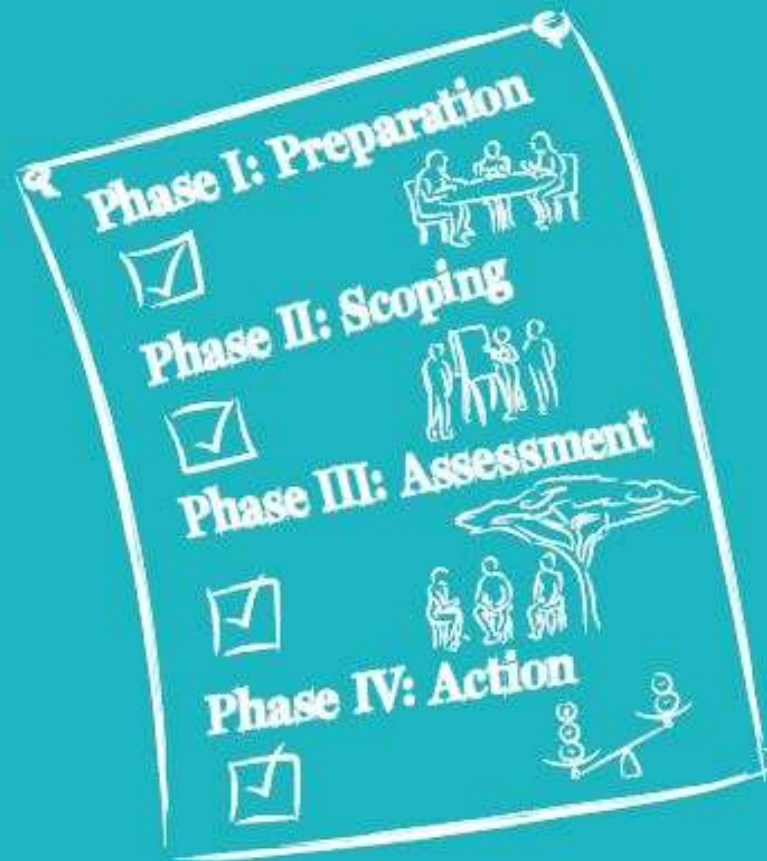 Phase I: Preparation
Phase II: Scoping
Phase III: Assessment
Phase IV: Action